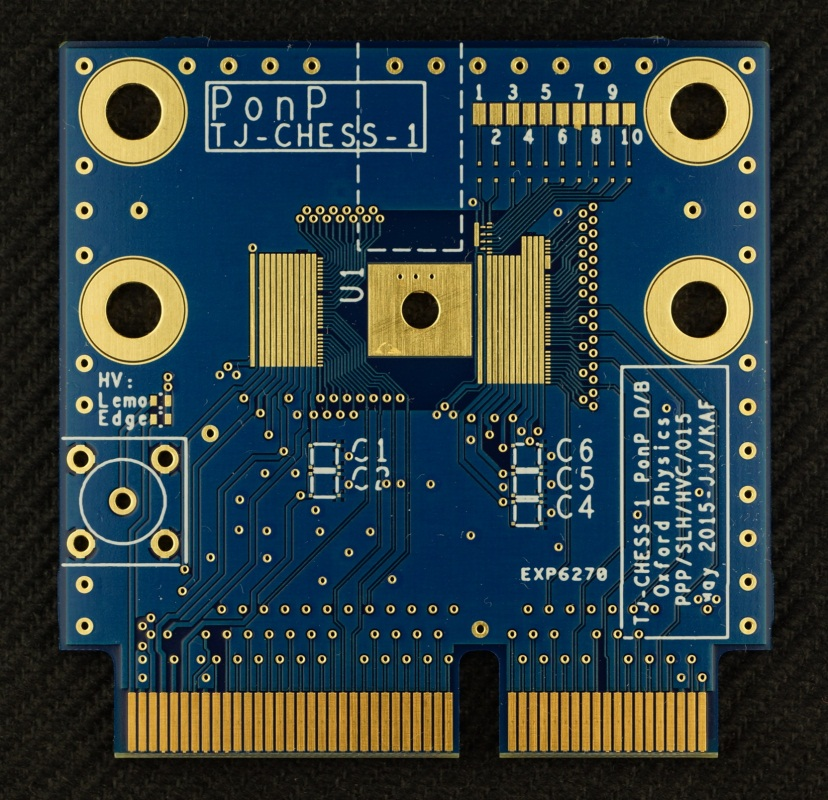 PonP
TJ-CHESS-1
1 3 5 7 9
2 4 6 8 10
U1
HV:
Lemo
Edge
C1
C2
C6
C5
C4
EXP6270
TJ-CHESS 1 PonP D/B
Oxford Physics.
PPP/SLH/HVC/015
May 2015-JJJ/KAF